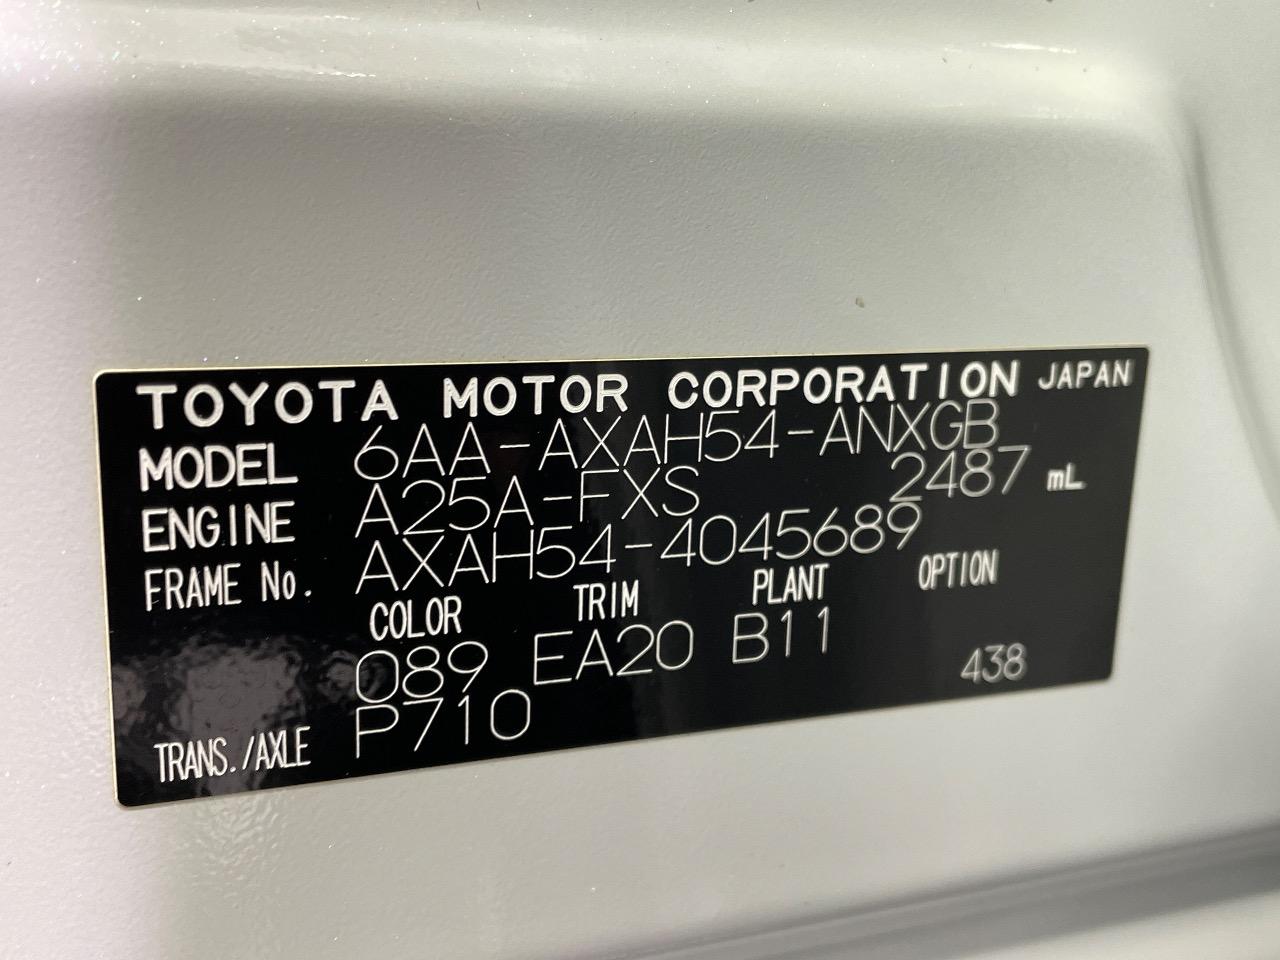 TOYOTA MOTOR CORPORATION JAPAN
MODEL 6AA-AXAH54-ANXGB
ENGINE A25A-FXS 2487 mL
FRAME No. AXAH54-4045689
COLOR TRIM PLANT OPTION
089 EA20 B11 438
TRANS./AXLE P710